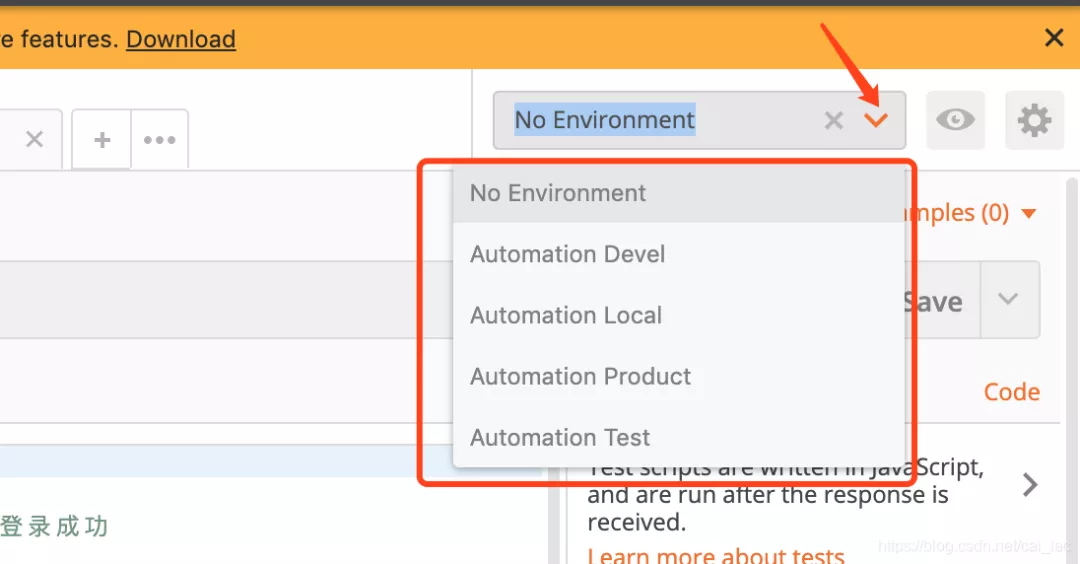 e features. Download
No Environment
No Environment
Automation Devel
Automation Local
Automation Product
Automation Test
mples (0)
Save
Code
Test scripts are written in JavaScript,
and are run after the response is
received.
Learn more about tests
登录成功
https://blog.csdn.net/cai_iac